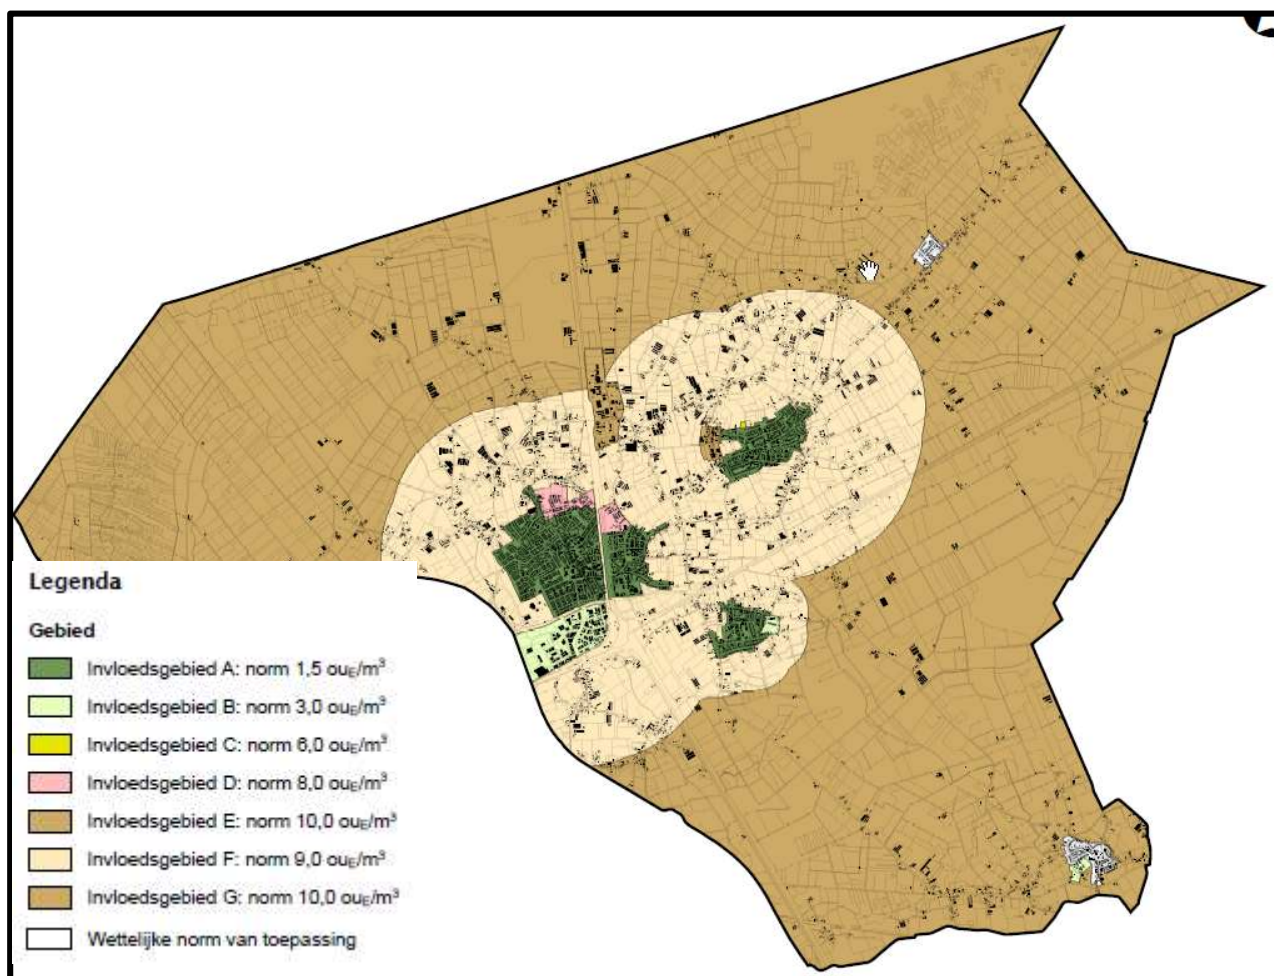 Legenda
Gebied
Invloedsgebied A: norm 1,5 ouE/m³
Invloedsgebied B: norm 3,0 ouE/m³
Invloedsgebied C: norm 6,0 ouE/m³
Invloedsgebied D: norm 8,0 ouE/m³
Invloedsgebied E: norm 10,0 ouE/m³
Invloedsgebied F: norm 9,0 ouE/m³
Invloedsgebied G: norm 10,0 ouE/m³
Wettelijke norm van toepassing